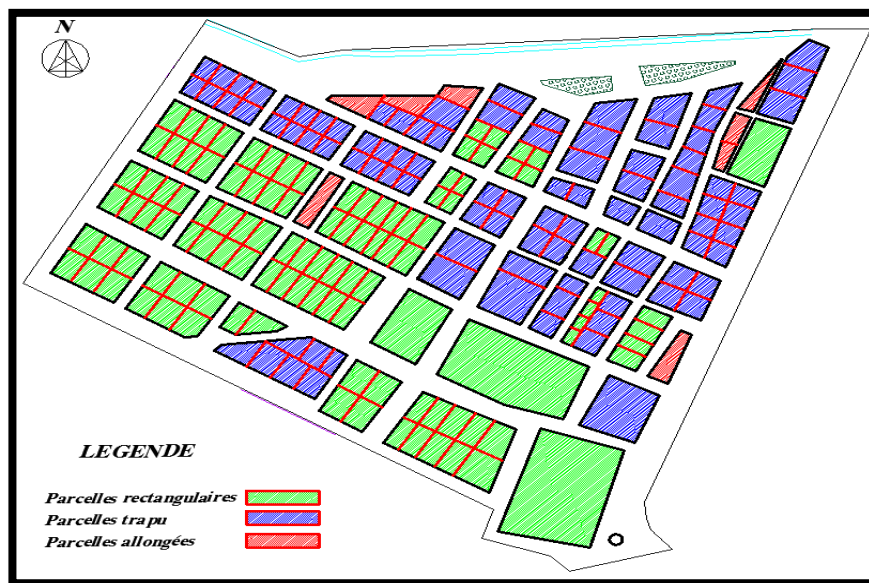 N
LEGENDE
Parcelles rectangulaires
Parcelles trapu
Parcelles allongées